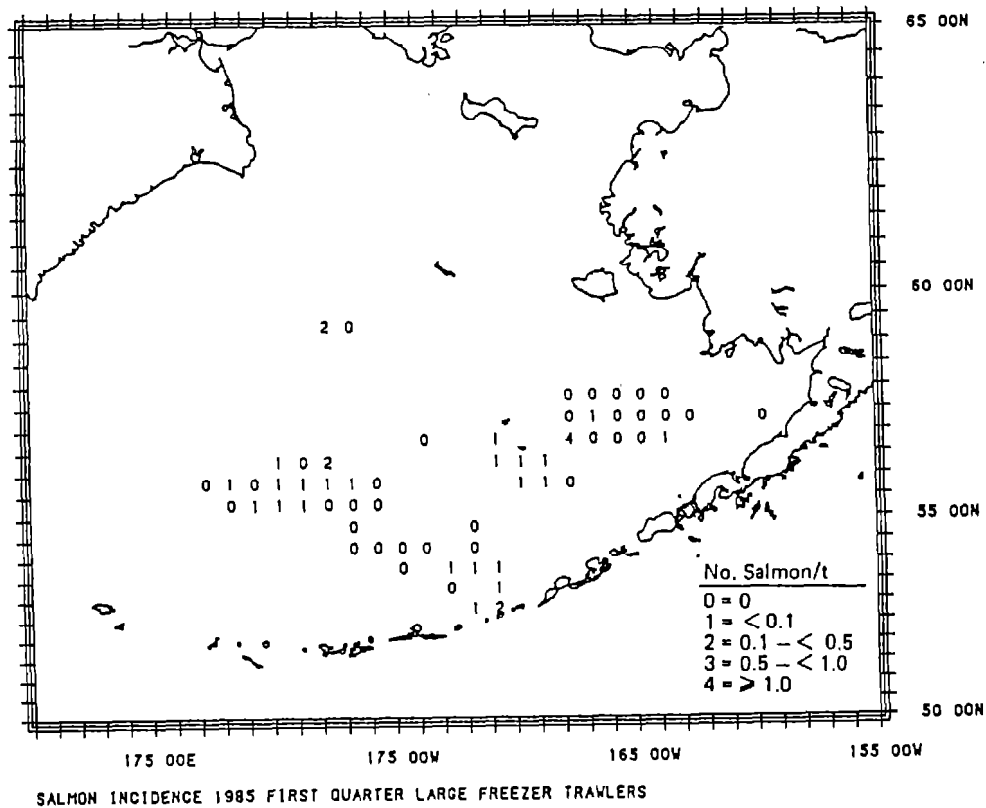 65 00N
60 00N
2 0
0 0 0 0 0
0 1 0 0 0 0 0
0 1 4 0 0 0 1
1 0 2 1 1 1
0 1 0 1 1 1 1 0 1 1 0
0 1 1 1 0 0 0
55 00N
0 0
0 0 0 0 0
0 1 1 1
0 1
1 2
No. Salmon/t
0 = 0
1 = < 0.1
2 = 0.1 – < 0.5
3 = 0.5 – < 1.0
4 = ⩾ 1.0
50 00N
175 00E 175 00W 165 00W 155 00W
SALMON INCIDENCE 1985 FIRST QUARTER LARGE FREEZER TRAWLERS